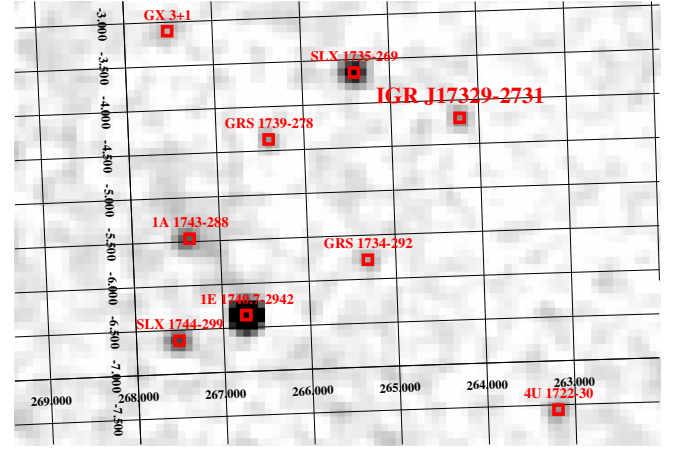 GX 3+1
-3.000
SLX 1735-269
-3.500
IGR J17329-2731
-4.000
GRS 1739-278
-4.500
-5.000
1A 1743-288
-5.500
GRS 1734-292
-6.000
1E 1740.7-2942
SLX 1744-299
-6.500
-7.000
269.000 268.000 267.000 266.000 265.000 264.000 263.000
4U 1722-30
-7.500